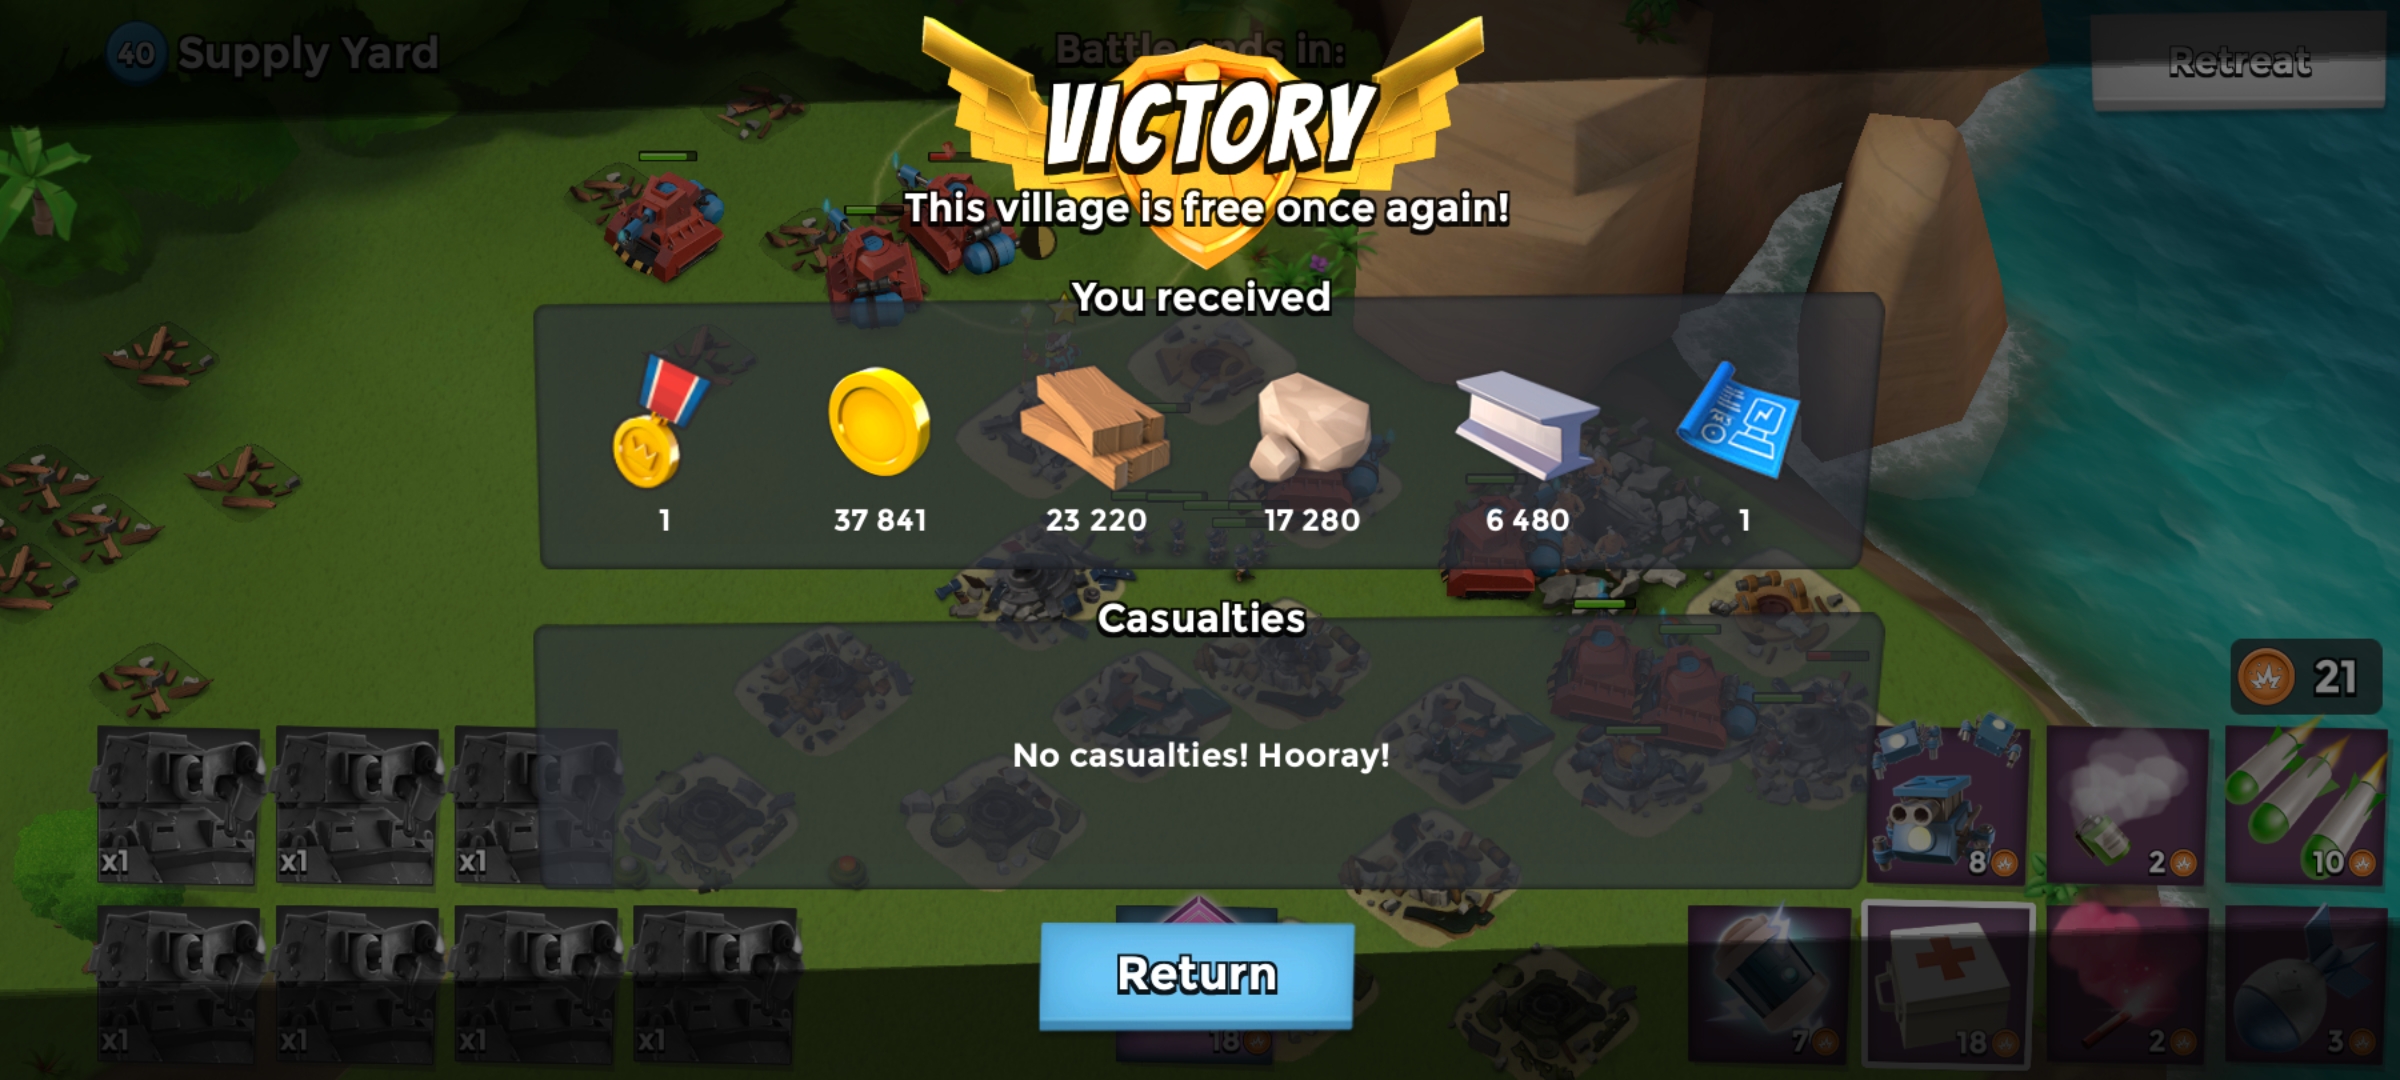 40 Supply Yard
Battle ends in:
Retreat
VICTORY
This village is free once again!
You received
1
37 841
23 220
17 280
6 480
1
Casualties
No casualties! Hooray!
21
x1
x1
x1
8
2
10
x1
x1
x1
x1
18
7
18
2
3
Return